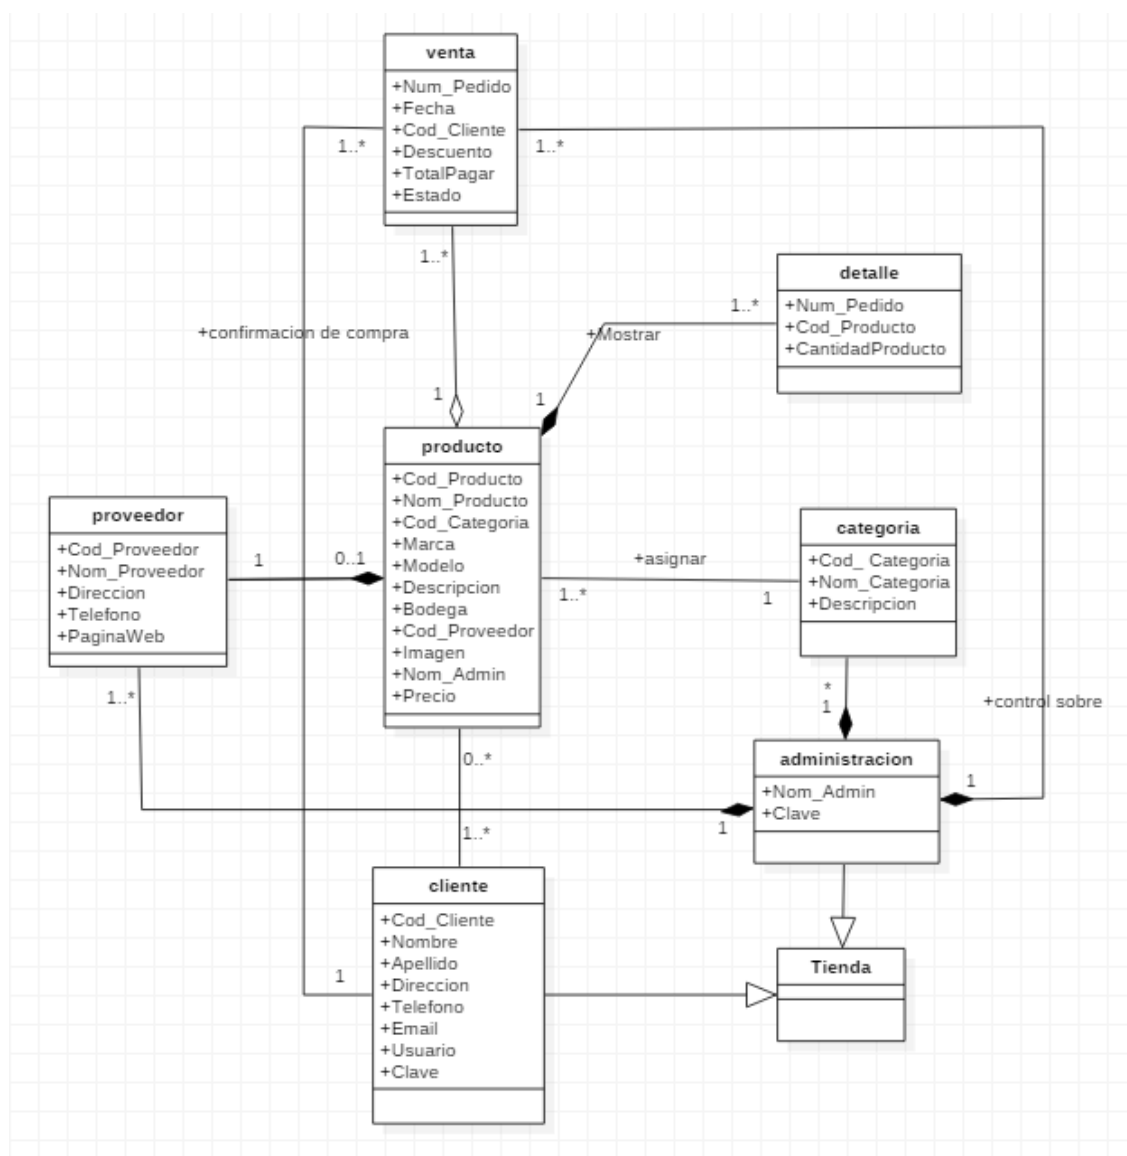 venta
+Num_Pedido
+Fecha
+Cod_Cliente
+Descuento
+TotalPagar
+Estado
1..*
1..*
1..*
detalle
+Num_Pedido
+Cod_Producto
+CantidadProducto
1..*
+confirmacion de compra
+Mostrar
1
1
producto
+Cod_Producto
+Nom_Producto
+Cod_Categoria
+Marca
+Modelo
+Descripcion
+Bodega
+Cod_Proveedor
+Imagen
+Nom_Admin
+Precio
proveedor
+Cod_Proveedor
+Nom_Proveedor
+Direccion
+Telefono
+PaginaWeb
1
0..1
+asignar
1..*
1
categoria
+Cod_ Categoria
+Nom_Categoria
+Descripcion
1..*
*
1
+control sobre
administracion
+Nom_Admin
+Clave
1
1
0..*
1..*
cliente
+Cod_Cliente
+Nombre
+Apellido
+Direccion
+Telefono
+Email
+Usuario
+Clave
1
Tienda